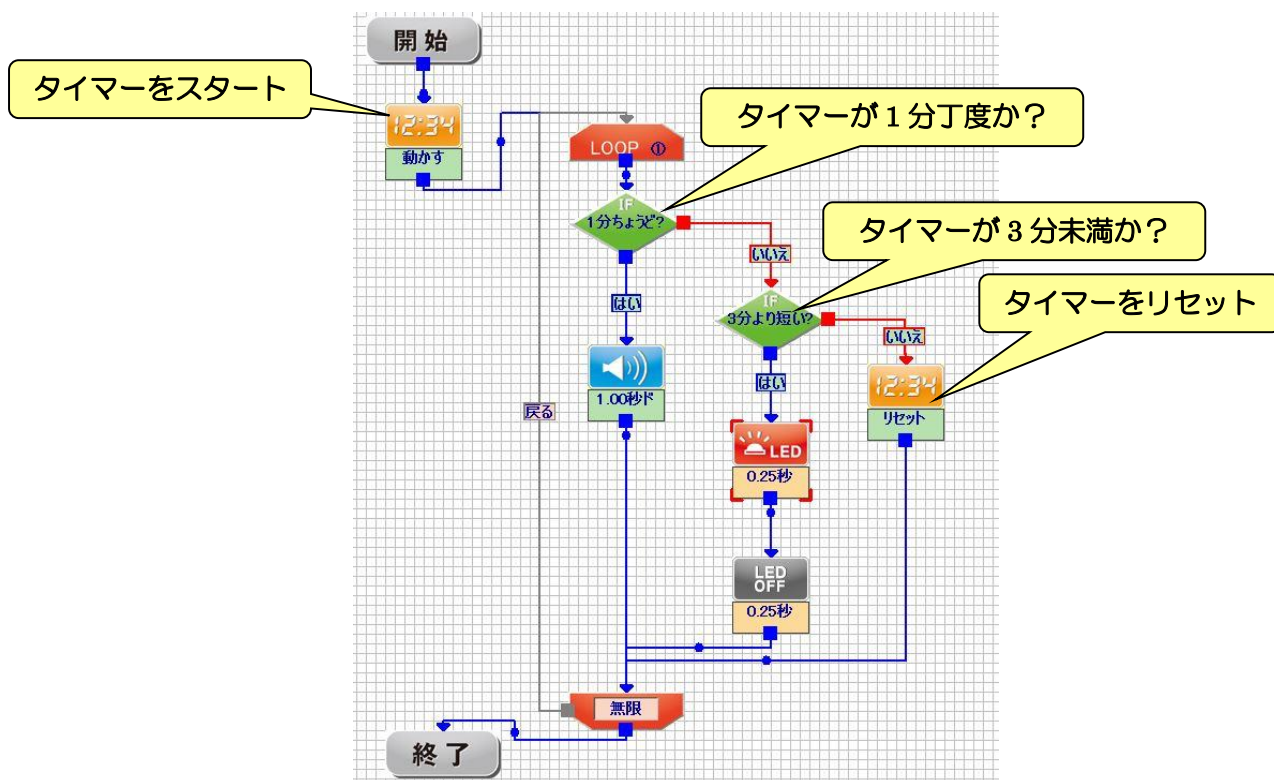 開始
タイマーをスタート
12:34
動かす
LOOP ①
タイマーが1分丁度か？
IF
1分ちょうど?
いいえ
はい
タイマーが3分未満か？
IF
3分より短い?
いいえ
はい
タイマーをリセット
12:34
リセット
1.00秒ド
戻る
LED
0.25秒
LED
OFF
0.25秒
無限
終了